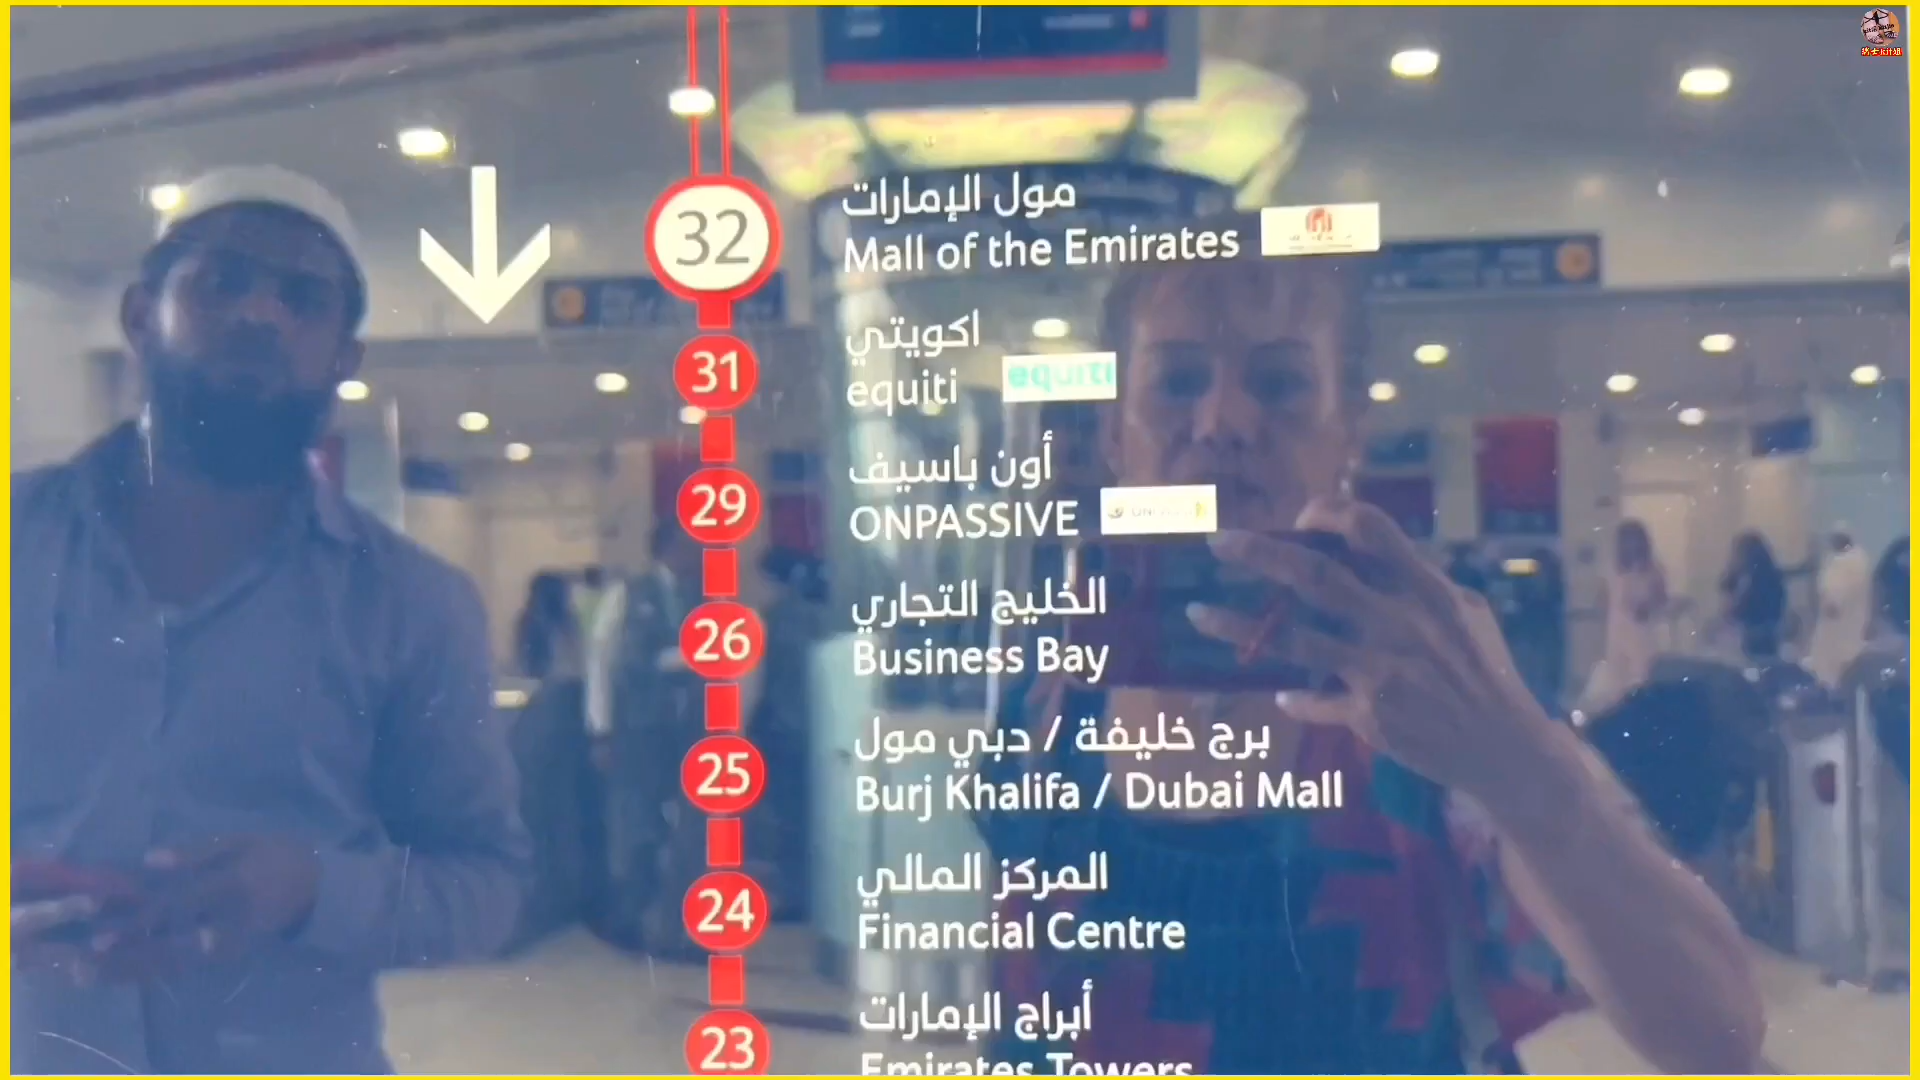 32
مول الإمارات
Mall of the Emirates
31
اكويتي
equiti
equiti
29
أون باسيف
ONPASSIVE
26
الخليج التجاري
Business Bay
25
برج خليفة / دبي مول
Burj Khalifa / Dubai Mall
24
المركز المالي
Financial Centre
23
أبراج الإمارات
Emirates Towers